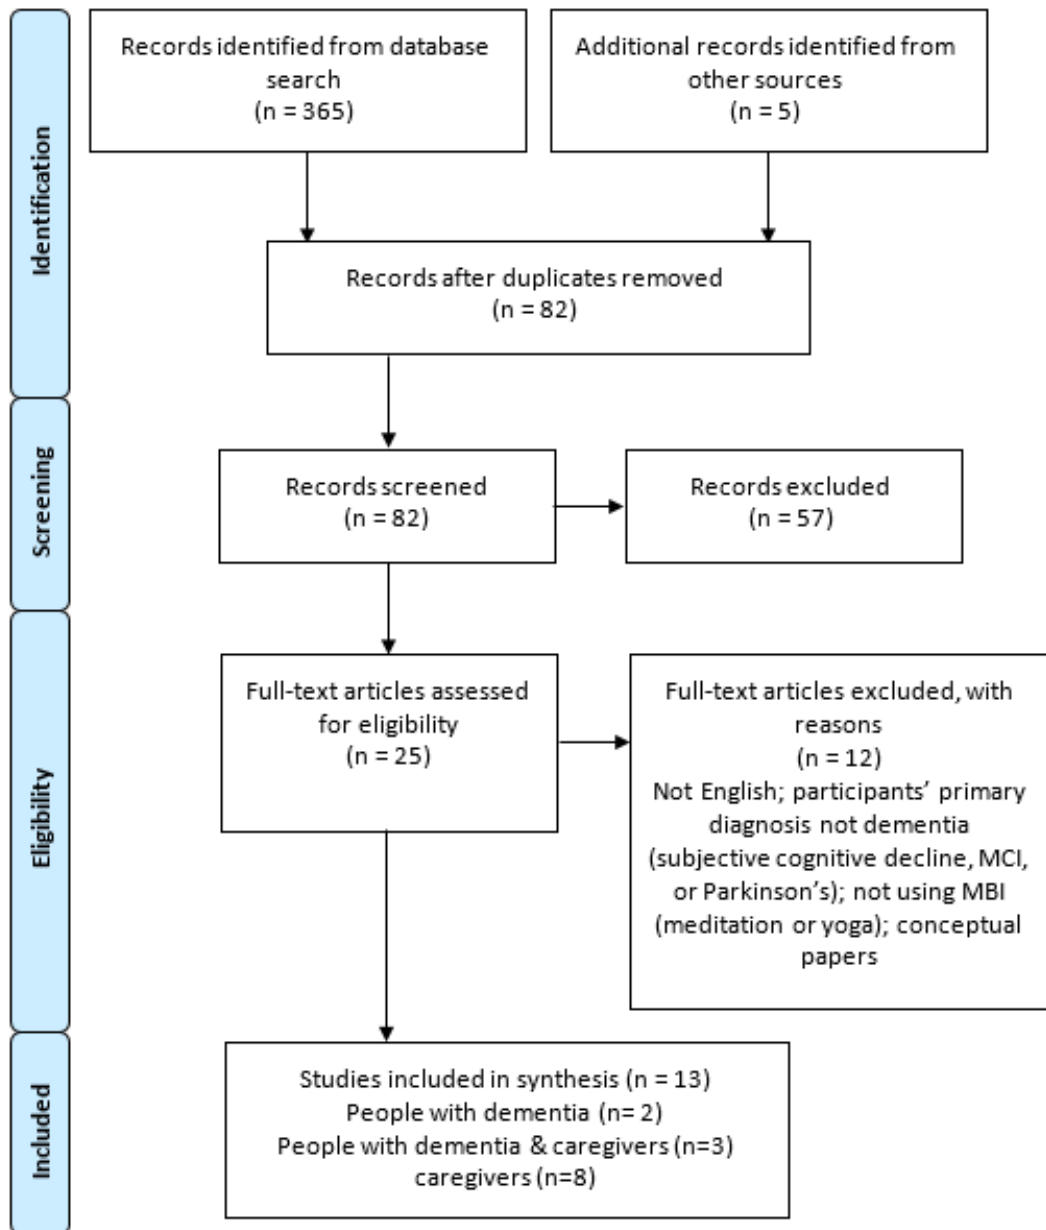 Identification
Records identified from database
search
(n = 365)
Additional records identified from
other sources
(n = 5)
Records after duplicates removed
(n = 82)
Screening
Records screened
(n = 82)
Records excluded
(n = 57)
Eligibility
Full-text articles assessed
for eligibility
(n = 25)
Full-text articles excluded, with
reasons
(n = 12)
Not English; participants’ primary
diagnosis not dementia
(subjective cognitive decline, MCI,
or Parkinson’s); not using MBI
(meditation or yoga); conceptual
papers
Included
Studies included in synthesis (n = 13)
People with dementia (n= 2)
People with dementia & caregivers (n=3)
caregivers (n=8)